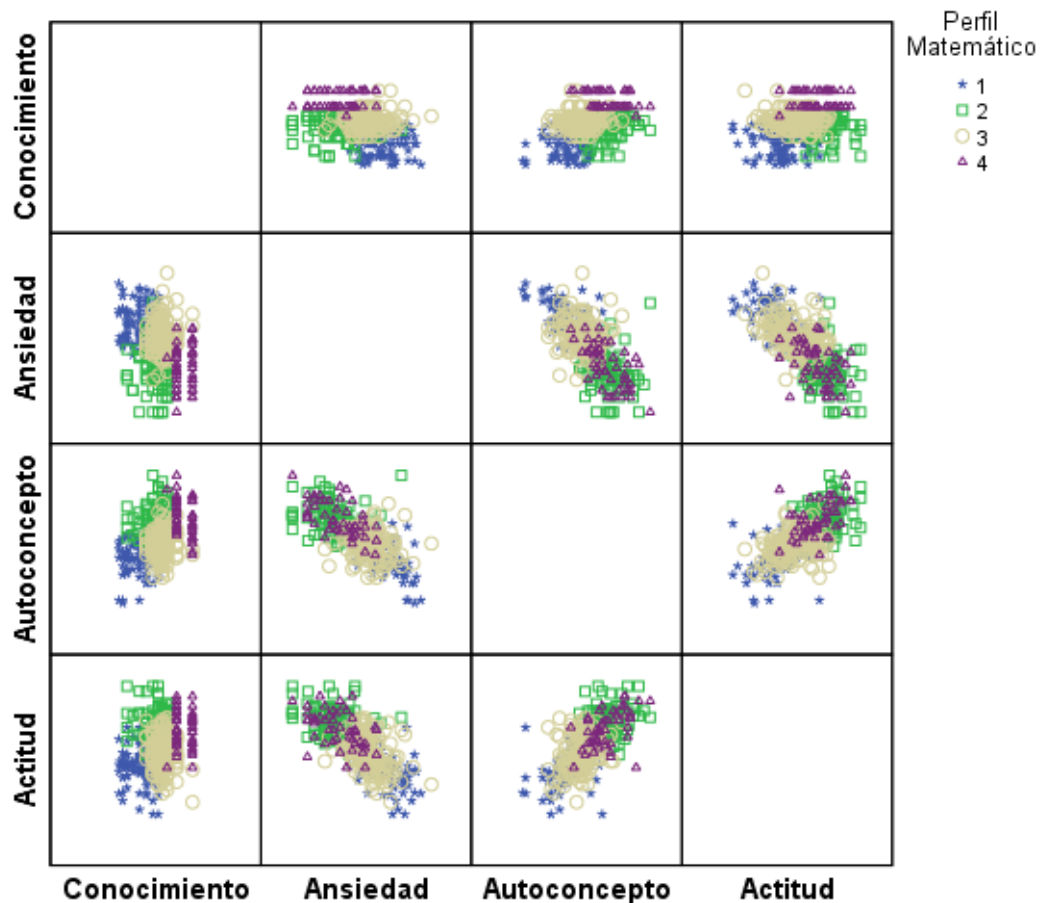 Perfil
Matemático
1
2
3
4
Conocimiento
Ansiedad
Autoconcepto
Actitud
Conocimiento
Ansiedad
Autoconcepto
Actitud